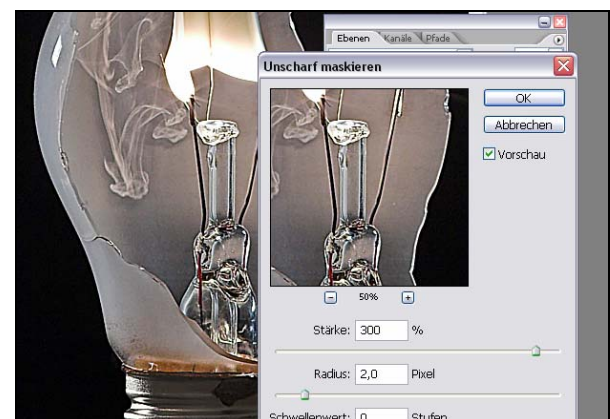 Ebenen Kanäle Pfade
Unscharf maskieren
OK
Abbrechen
Vorschau
50%
Stärke: 300 %
Radius: 2,0 Pixel
Schwellenwert: 0 Stufen